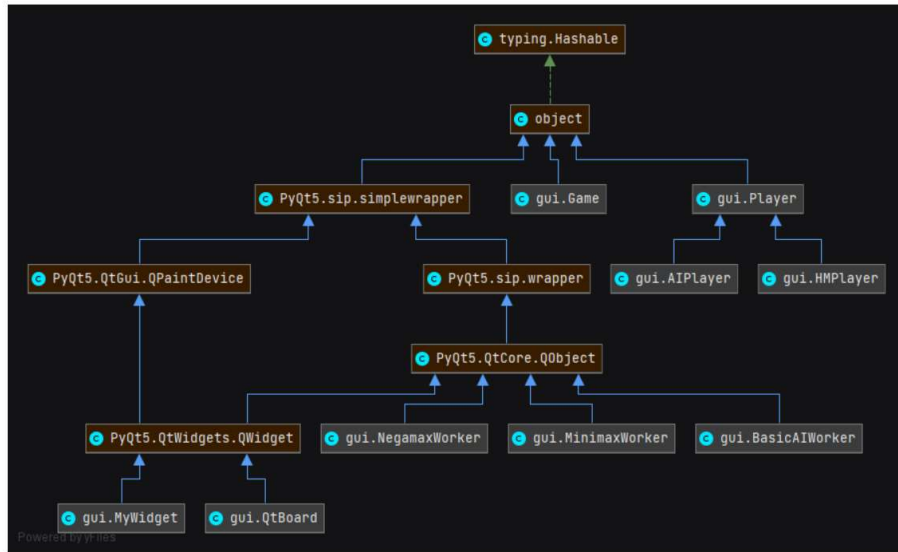 typing.Hashable
object
PyQt5.sip.simplewrapper
gui.Game
gui.Player
PyQt5.QtGui.QPaintDevice
PyQt5.sip.wrapper
gui.AIPlayer
gui.HMPlayer
PyQt5.QtCore.QObject
PyQt5.QtWidgets.QWidget
gui.NegamaxWorker
gui.MinimaxWorker
gui.BasicAIWorker
gui.MyWidget
gui.QtBoard
Powered by yFiles